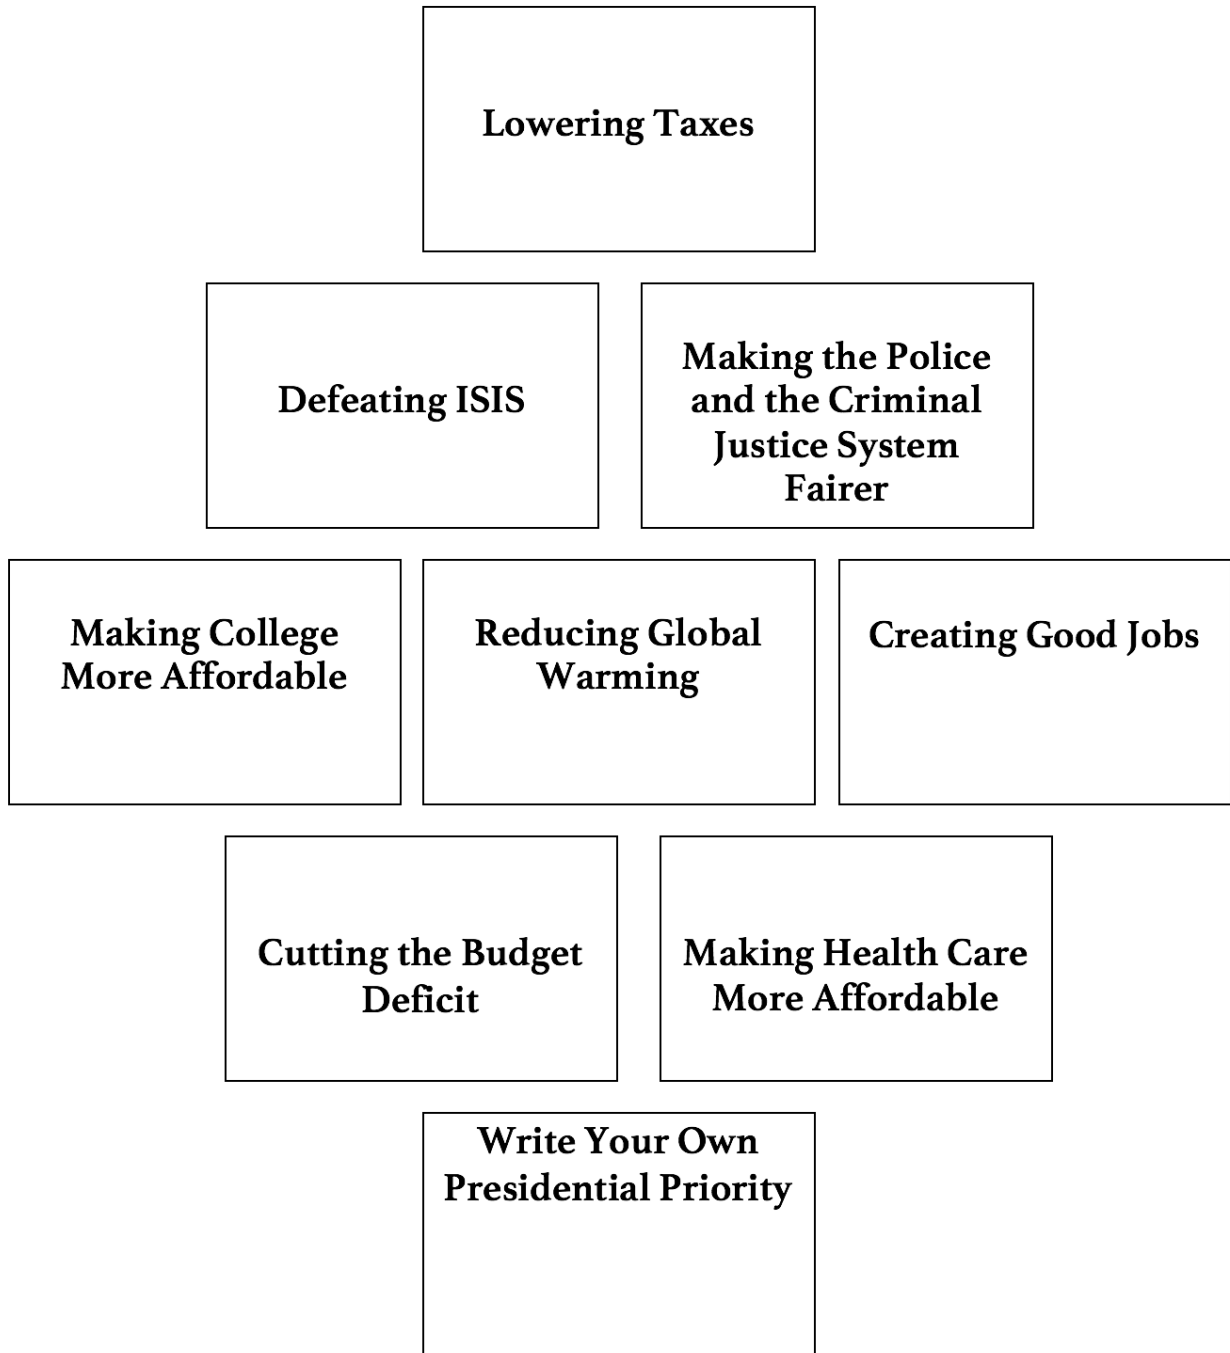 Lowering Taxes
Defeating ISIS
Making the Police
and the Criminal
Justice System
Fairer
Making College
More Affordable
Reducing Global
Warming
Creating Good Jobs
Cutting the Budget
Deficit
Making Health Care
More Affordable
Write Your Own
Presidential Priority